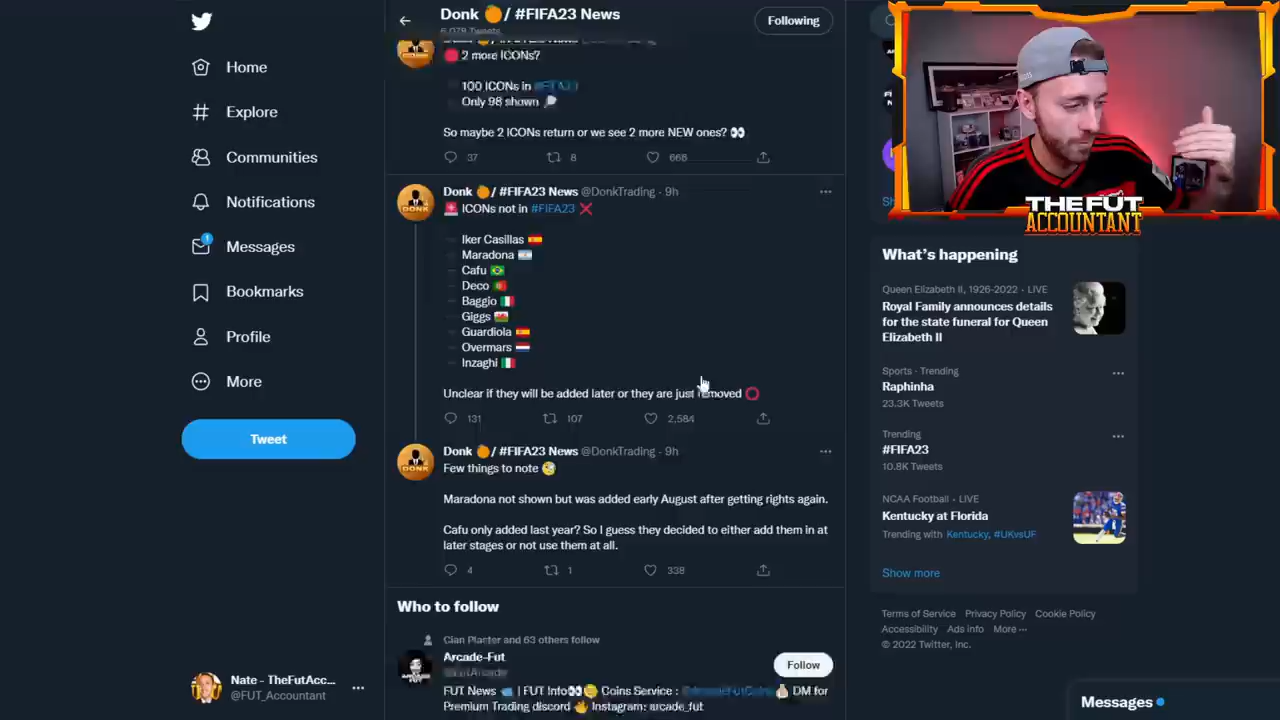 Donk / #FIFA23 News
Following
Home
Explore
Communities
Notifications
Messages
Bookmarks
Profile
More
Tweet
Nate - TheFutAcc...
@FUT_Accountant
2 more ICONs?
100 ICONs in
Only 98 shown
So maybe 2 ICONs return or we see 2 more NEW ones?
37
8
Donk / #FIFA23 News @DonkTrading · 9h
ICONs not in #FIFA23
Iker Casillas
Maradona
Cafu
Deco
Baggio
Giggs
Guardiola
Overmars
Inzaghi
Unclear if they will be added later or they are just removed
131
107
2,584
Donk / #FIFA23 News @DonkTrading · 9h
Few things to note
Maradona not shown but was added early August after getting rights again.
Cafu only added last year? So I guess they decided to either add them in at
later stages or not use them at all.
4
1
338
Who to follow
Cian Plaster and 63 others follow
Arcade-Fut
Follow
FUT News | FUT Info Coins Service : DM for
Premium Trading discord Instagram: arcade_fut
THE FUT
ACCOUNTANT
What's happening
Queen Elizabeth II, 1926-2022 · LIVE
Royal Family announces details
for the state funeral for Queen
Elizabeth II
Sports · Trending
Raphinha
23.3K Tweets
Trending
#FIFA23
10.8K Tweets
NCAA Football · LIVE
Kentucky at Florida
Trending with Kentucky, #UKvsUF
Show more
Terms of Service Privacy Policy Cookie Policy
Accessibility Ads info More ···
© 2022 Twitter, Inc.
Messages